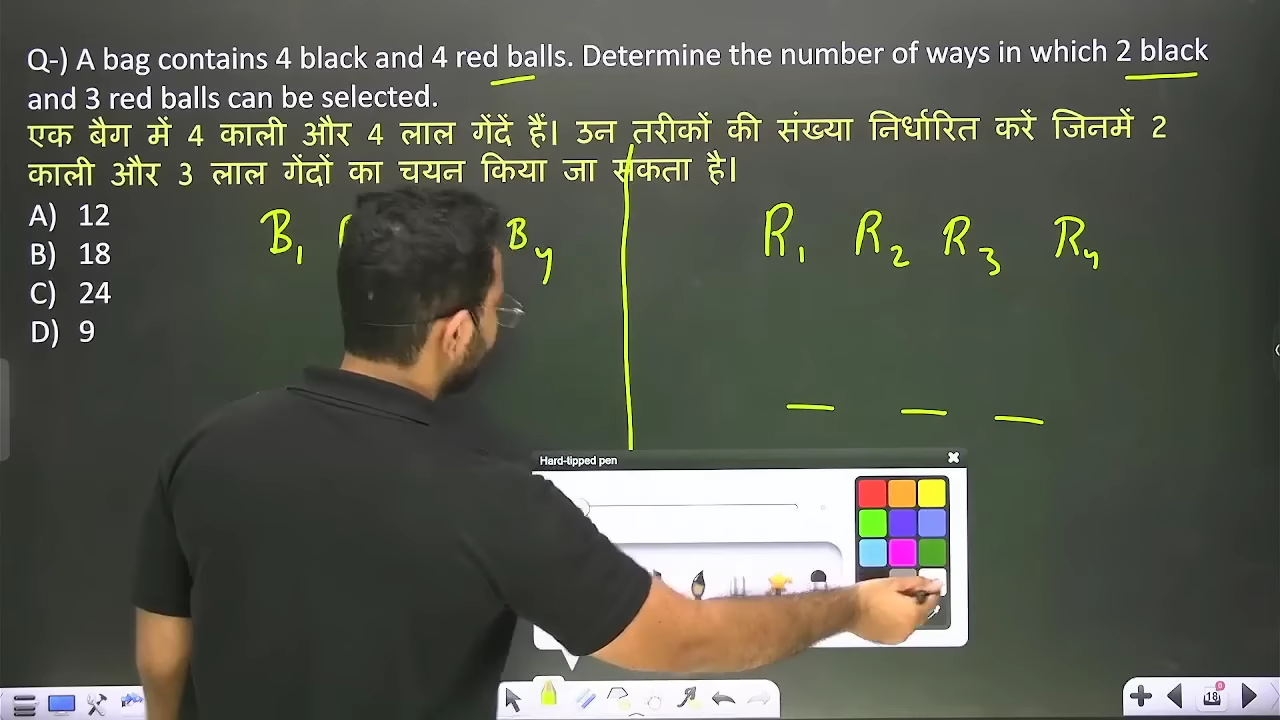 Q-) A bag contains 4 black and 4 red balls. Determine the number of ways in which 2 black
and 3 red balls can be selected.
एक बैग में 4 काली और 4 लाल गेंदें हैं। उन तरीकों की संख्या निर्धारित करें जिनमें 2
काली और 3 लाल गेंदों का चयन किया जा सकता है।
A) 12
B) 18
C) 24
D) 9
B₁ B₄ R₁ R₂ R₃ R₄
Hard-tipped pen
18